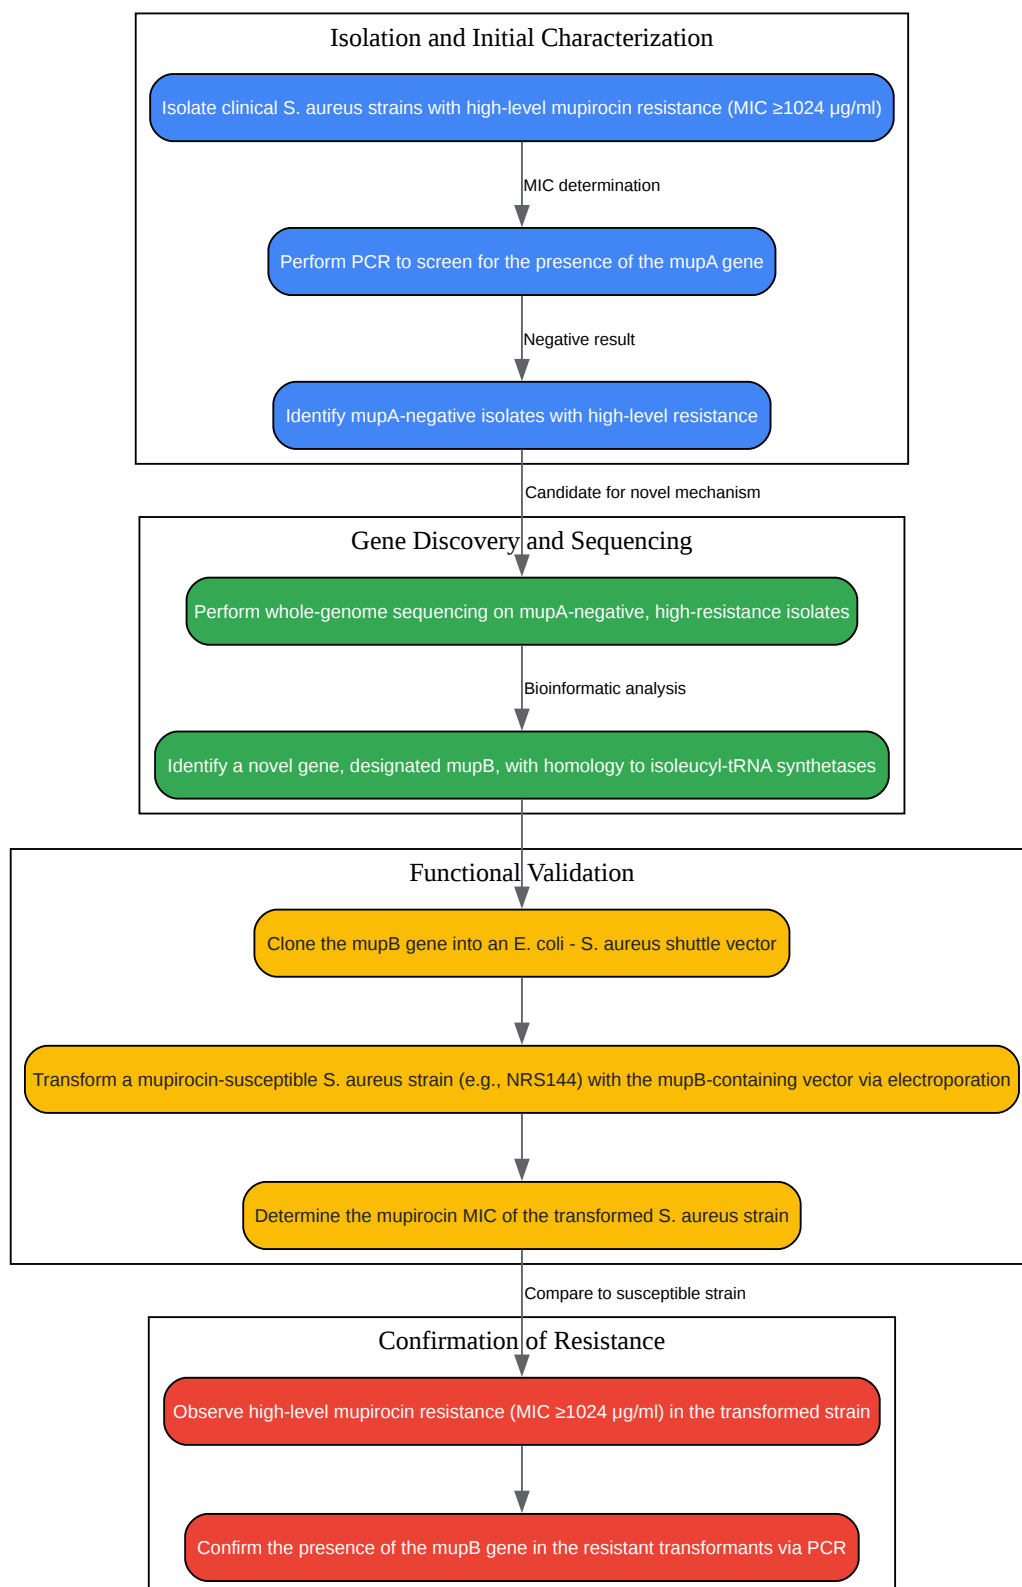 Isolation and Initial Characterization
Isolate clinical S. aureus strains with high-level mupirocin resistance (MIC ≥1024 μg/ml)
MIC determination
Perform PCR to screen for the presence of the mupA gene
Negative result
Identify mupA-negative isolates with high-level resistance
Candidate for novel mechanism
Gene Discovery and Sequencing
Perform whole-genome sequencing on mupA-negative, high-resistance isolates
Bioinformatic analysis
Identify a novel gene, designated mupB, with homology to isoleucyl-tRNA synthetases
Functional Validation
Clone the mupB gene into an E. coli - S. aureus shuttle vector
Transform a mupirocin-susceptible S. aureus strain (e.g., NRS144) with the mupB-containing vector via electroporation
Determine the mupirocin MIC of the transformed S. aureus strain
Compare to susceptible strain
Confirmation of Resistance
Observe high-level mupirocin resistance (MIC ≥1024 μg/ml) in the transformed strain
Confirm the presence of the mupB gene in the resistant transformants via PCR